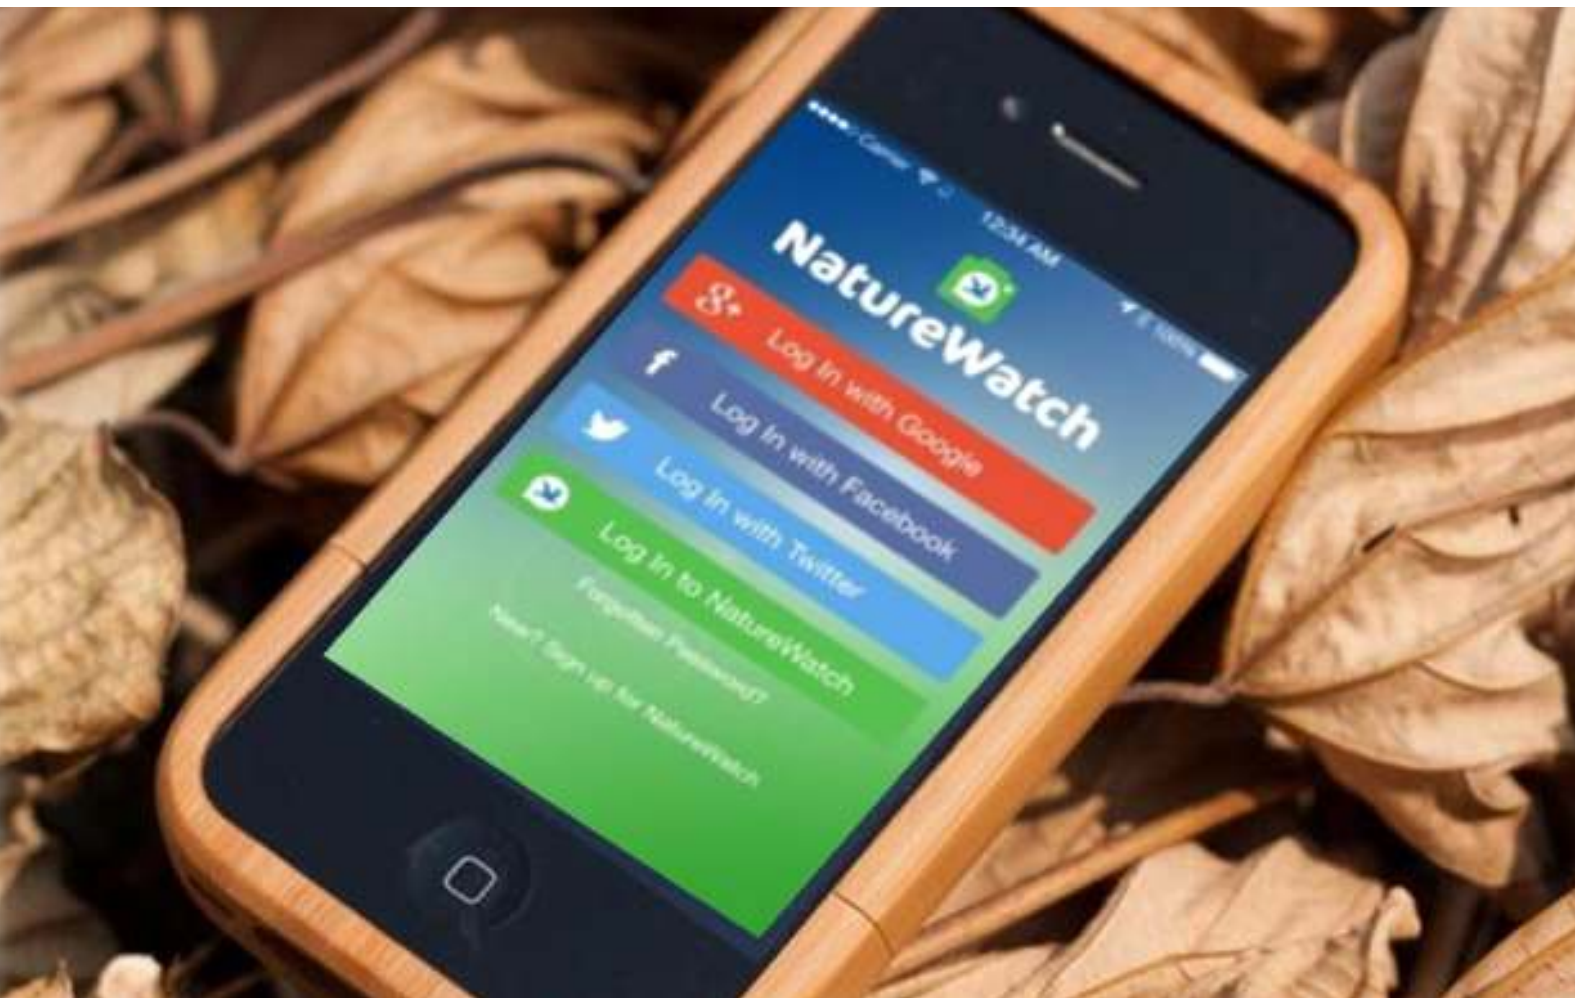 Carrier
12:34 AM
100%
NatureWatch
g+ Log In with Google
f Log In with Facebook
Log In with Twitter
Log In to NatureWatch
Forgotten Password?
New? Sign up for NatureWatch